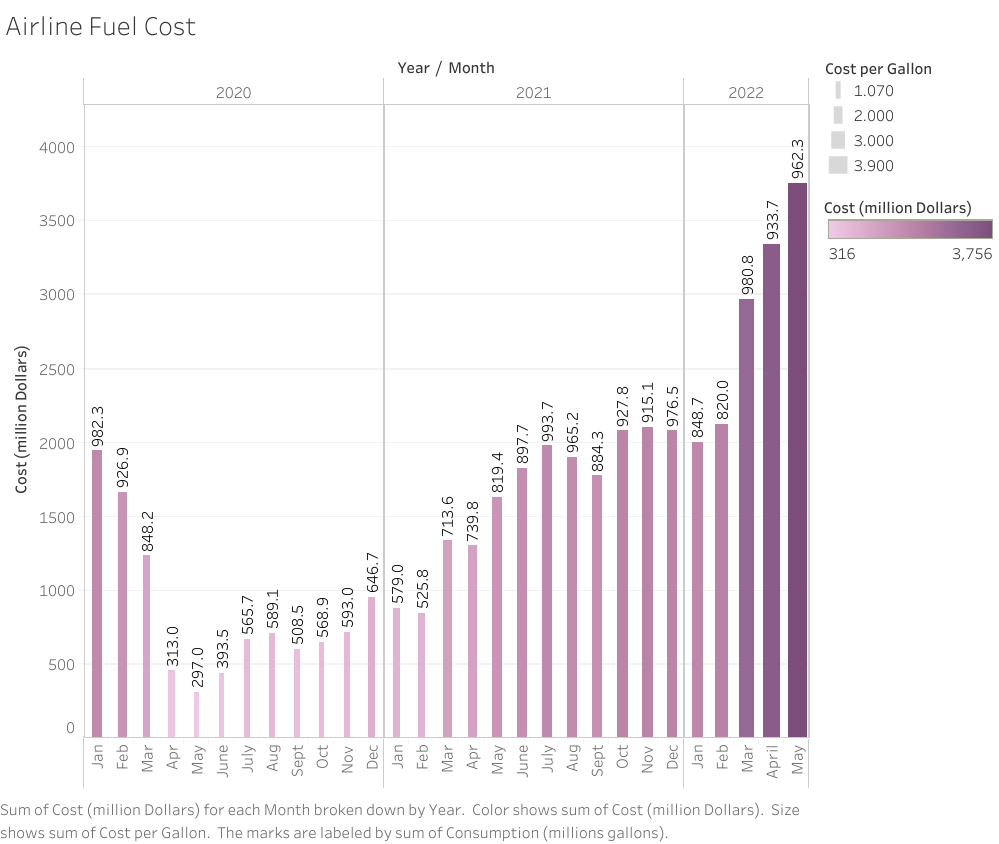 Airline Fuel Cost
Year / Month
2020
2021
2022
Cost (million Dollars)
4000
3500
3000
2500
2000
1500
1000
500
0
982.3
926.9
848.2
313.0
297.0
393.5
565.7
589.1
508.5
568.9
593.0
646.7
579.0
525.8
713.6
739.8
819.4
897.7
993.7
965.2
884.3
927.8
915.1
976.5
848.7
820.0
980.8
933.7
962.3
Jan
Feb
Mar
Apr
May
June
July
Aug
Sept
Oct
Nov
Dec
Jan
Feb
Mar
Apr
May
June
July
Aug
Sept
Oct
Nov
Dec
Jan
Feb
Mar
April
May
Cost per Gallon
1.070
2.000
3.000
3.900
Cost (million Dollars)
316 3,756
Sum of Cost (million Dollars) for each Month broken down by Year. Color shows sum of Cost (million Dollars). Size
shows sum of Cost per Gallon. The marks are labeled by sum of Consumption (millions gallons).